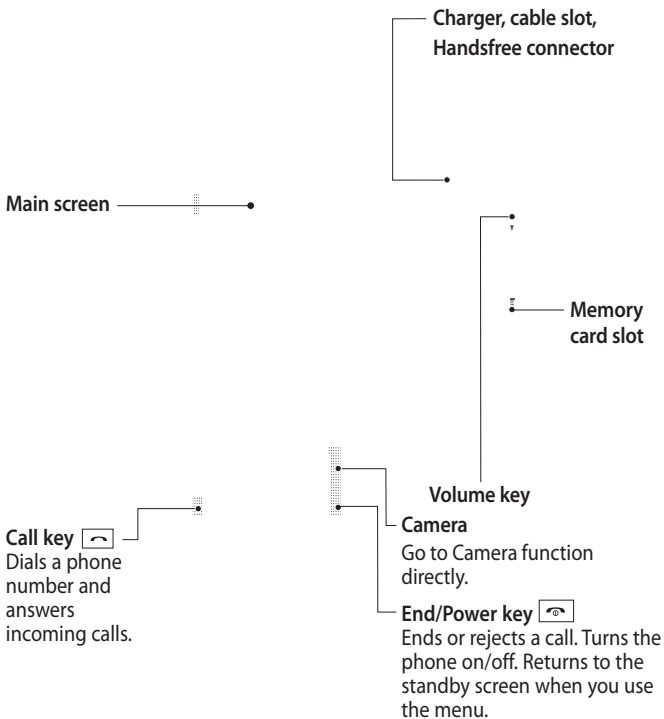 Charger, cable slot,
Handsfree connector
Main screen
Memory
card slot
Volume key
Call key
Dials a phone
number and
answers
incoming calls.
Camera
Go to Camera function
directly.
End/Power key
Ends or rejects a call. Turns the
phone on/off. Returns to the
standby screen when you use
the menu.